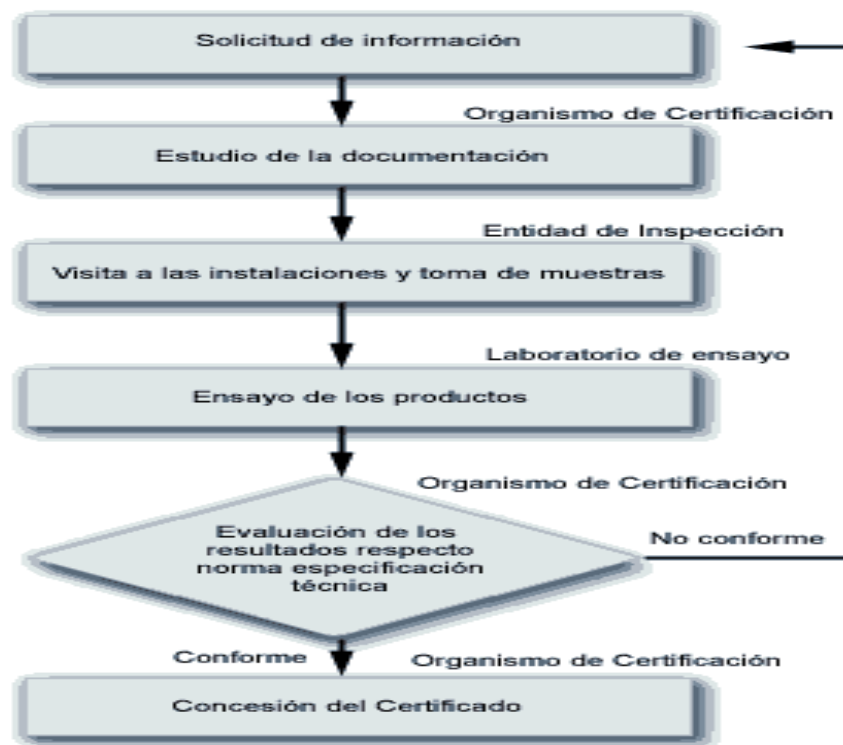 Solicitud de información
Organismo de Certificación
Estudio de la documentación
Entidad de Inspección
Visita a las instalaciones y toma de muestras
Laboratorio de ensayo
Ensayo de los productos
Organismo de Certificación
Evaluación de los
resultados respecto
norma especificación
técnica
No conforme
Conforme
Organismo de Certificación
Concesión del Certificado